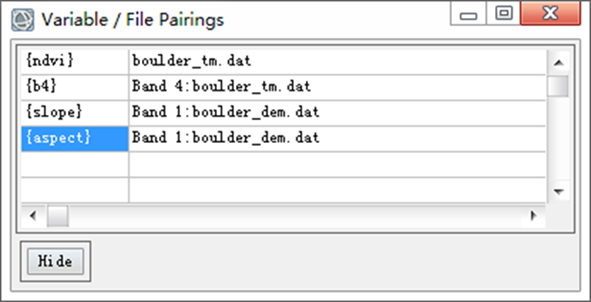 Variable / File Pairings
{ndvi} boulder_tm.dat
{b4} Band 4:boulder_tm.dat
{slope} Band 1:boulder_dem.dat
{aspect} Band 1:boulder_dem.dat
Hide